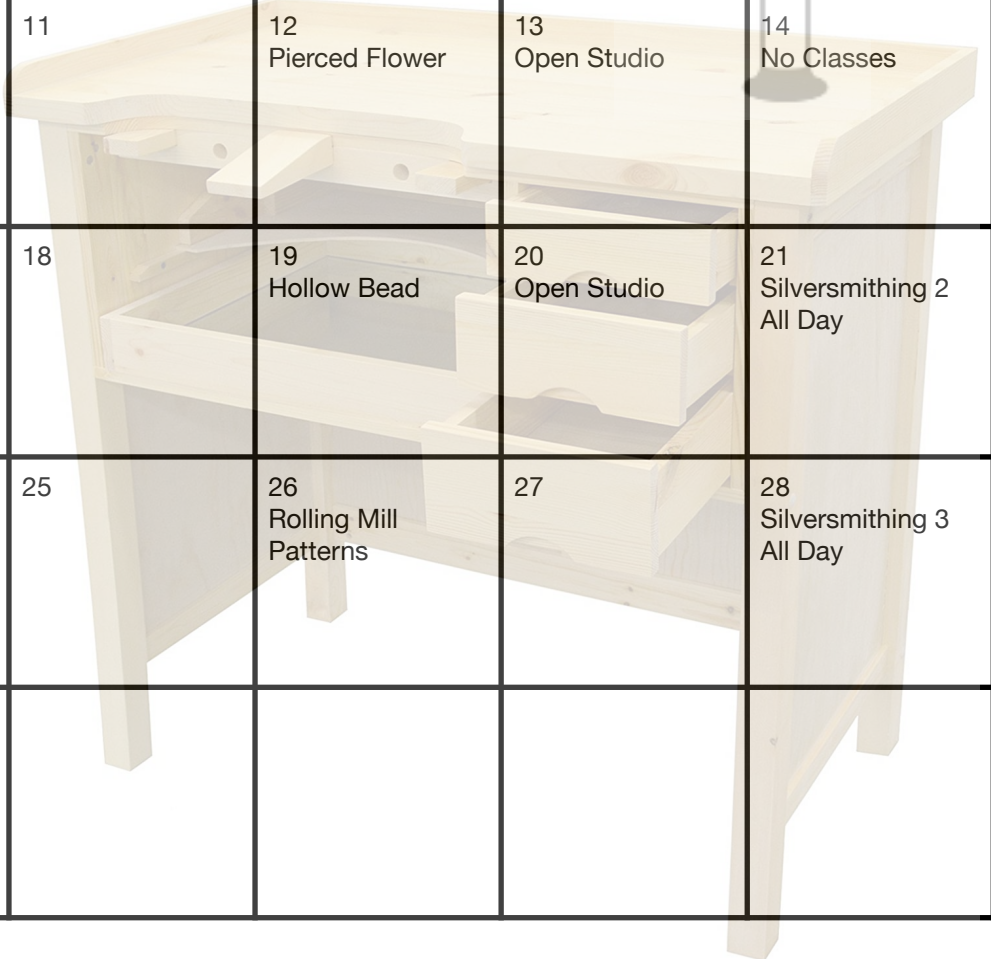 11
12
Pierced Flower
13
Open Studio
14
No Classes
18
19
Hollow Bead
20
Open Studio
21
Silversmithing 2
All Day
25
26
Rolling Mill
Patterns
27
28
Silversmithing 3
All Day